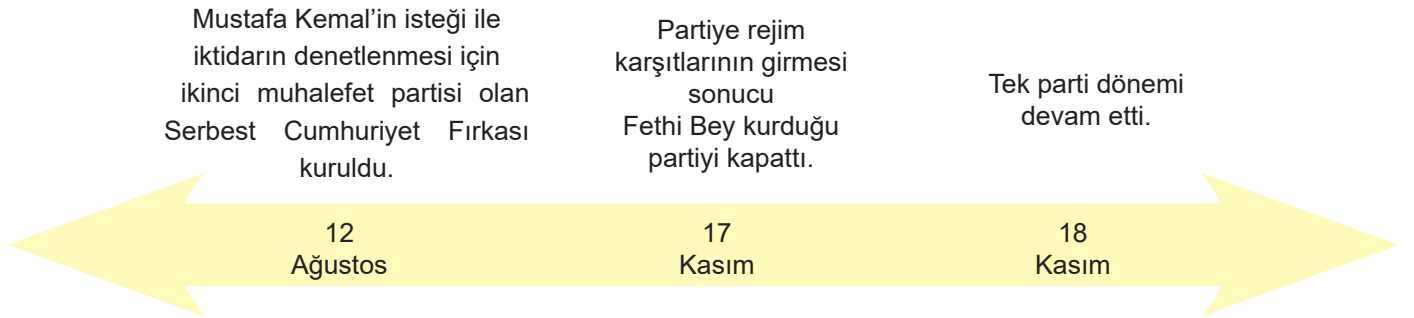 Mustafa Kemal’in isteği ile
iktidarın denetlenmesi için
ikinci muhalefet partisi olan
Serbest Cumhuriyet Fırkası
kuruldu.
Partiye rejim
karşıtlarının girmesi
sonucu
Fethi Bey kurduğu
partiyi kapattı.
Tek parti dönemi
devam etti.
12
Ağustos
17
Kasım
18
Kasım